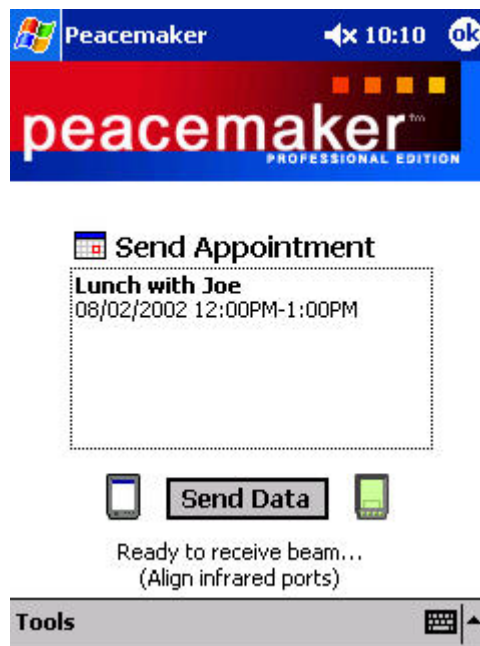 Peacemaker 10:10 ok
peacemaker™
PROFESSIONAL EDITION
Send Appointment
Lunch with Joe
08/02/2002 12:00PM-1:00PM
Send Data
Ready to receive beam...
(Align infrared ports)
Tools